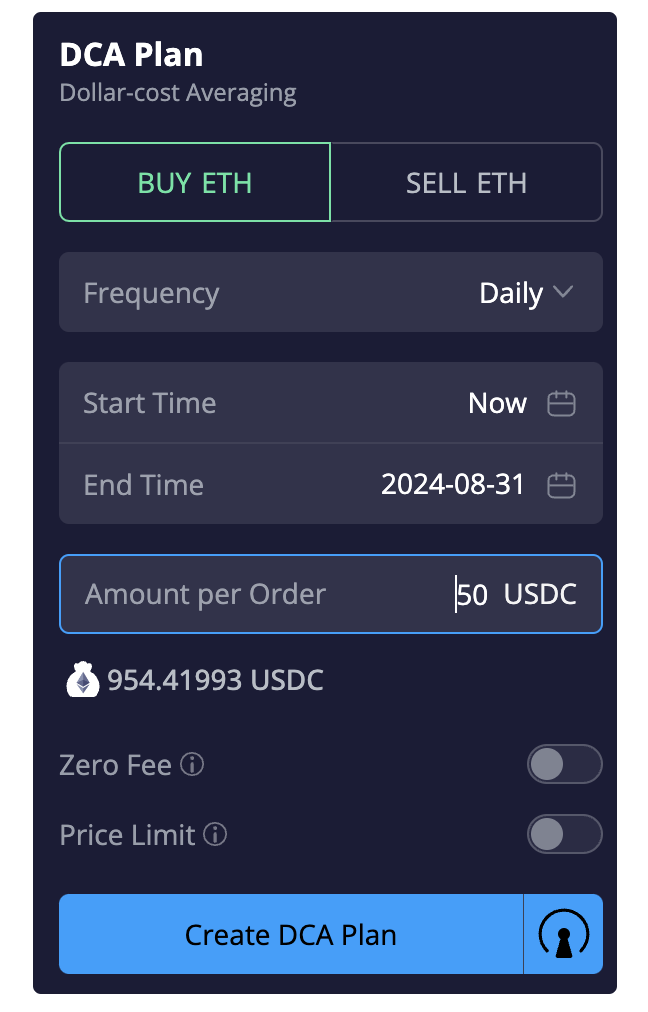 DCA Plan
Dollar-cost Averaging
BUY ETH SELL ETH
Frequency Daily
Start Time Now
End Time 2024-08-31
Amount per Order 50 USDC
954.41993 USDC
Zero Fee
Price Limit
Create DCA Plan